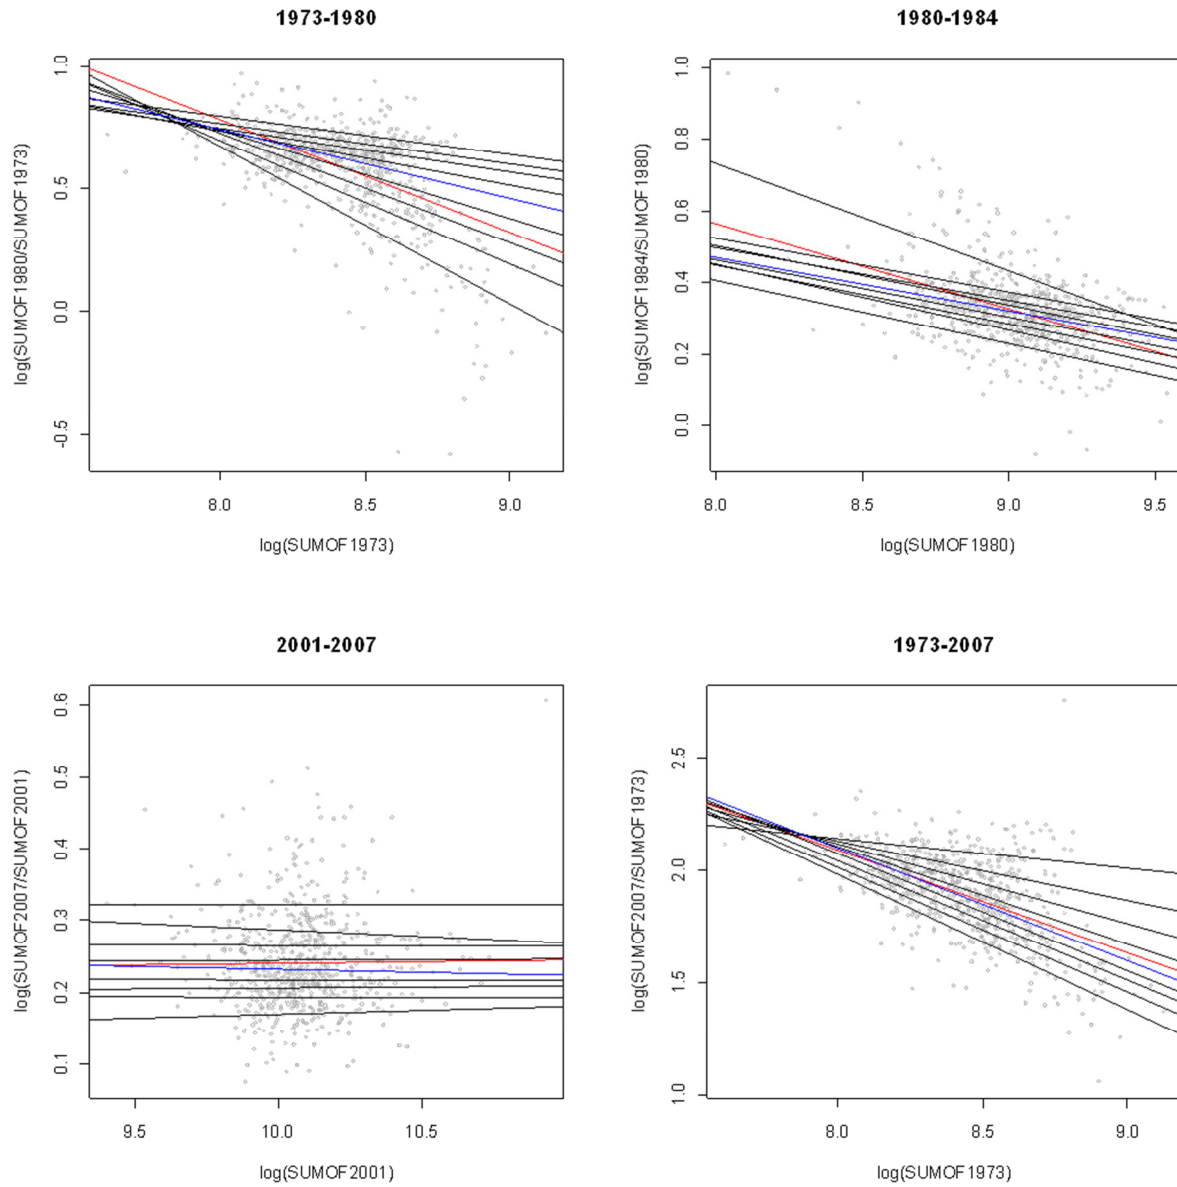 1973-1980
log(SUMOF1980/SUMOF1973)
1.0
0.5
0.0
-0.5
8.0 8.5 9.0
log(SUMOF1973)
1980-1984
log(SUMOF1984/SUMOF1980)
1.0
0.8
0.6
0.4
0.2
0.0
8.0 8.5 9.0 9.5
log(SUMOF1980)
2001-2007
log(SUMOF2007/SUMOF2001)
0.6
0.5
0.4
0.3
0.2
0.1
9.5 10.0 10.5
log(SUMOF2001)
1973-2007
log(SUMOF2007/SUMOF1973)
2.5
2.0
1.5
1.0
8.0 8.5 9.0
log(SUMOF1973)